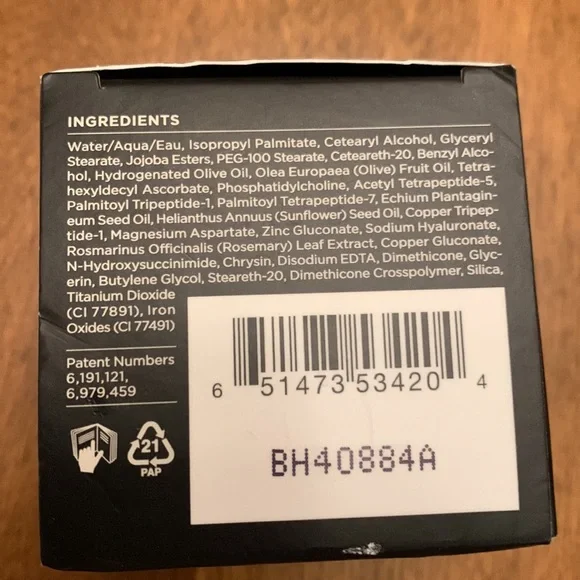 INGREDIENTS
Water/Aqua/Eau, Isopropyl Palmitate, Cetearyl Alcohol, Glyceryl
Stearate, Jojoba Esters, PEG-100 Stearate, Ceteareth-20, Benzyl Alco-
hol, Hydrogenated Olive Oil, Olea Europaea (Olive) Fruit Oil, Tetra-
hexyldecyl Ascorbate, Phosphatidylcholine, Acetyl Tetrapeptide-5,
Palmitoyl Tripeptide-1, Palmitoyl Tetrapeptide-7, Echium Plantagin-
eum Seed Oil, Helianthus Annuus (Sunflower) Seed Oil, Copper Tripep-
tide-1, Magnesium Aspartate, Zinc Gluconate, Sodium Hyaluronate,
Rosmarinus Officinalis (Rosemary) Leaf Extract, Copper Gluconate,
N-Hydroxysuccinimide, Chrysin, Disodium EDTA, Dimethicone, Glyc-
erin, Butylene Glycol, Steareth-20, Dimethicone Crosspolymer, Silica,
Titanium Dioxide
(CI 77891), Iron
Oxides (CI 77491)
Patent Numbers
6,191,121,
6,979,459
21
PAP
6 51473 53420 4
BH40884A